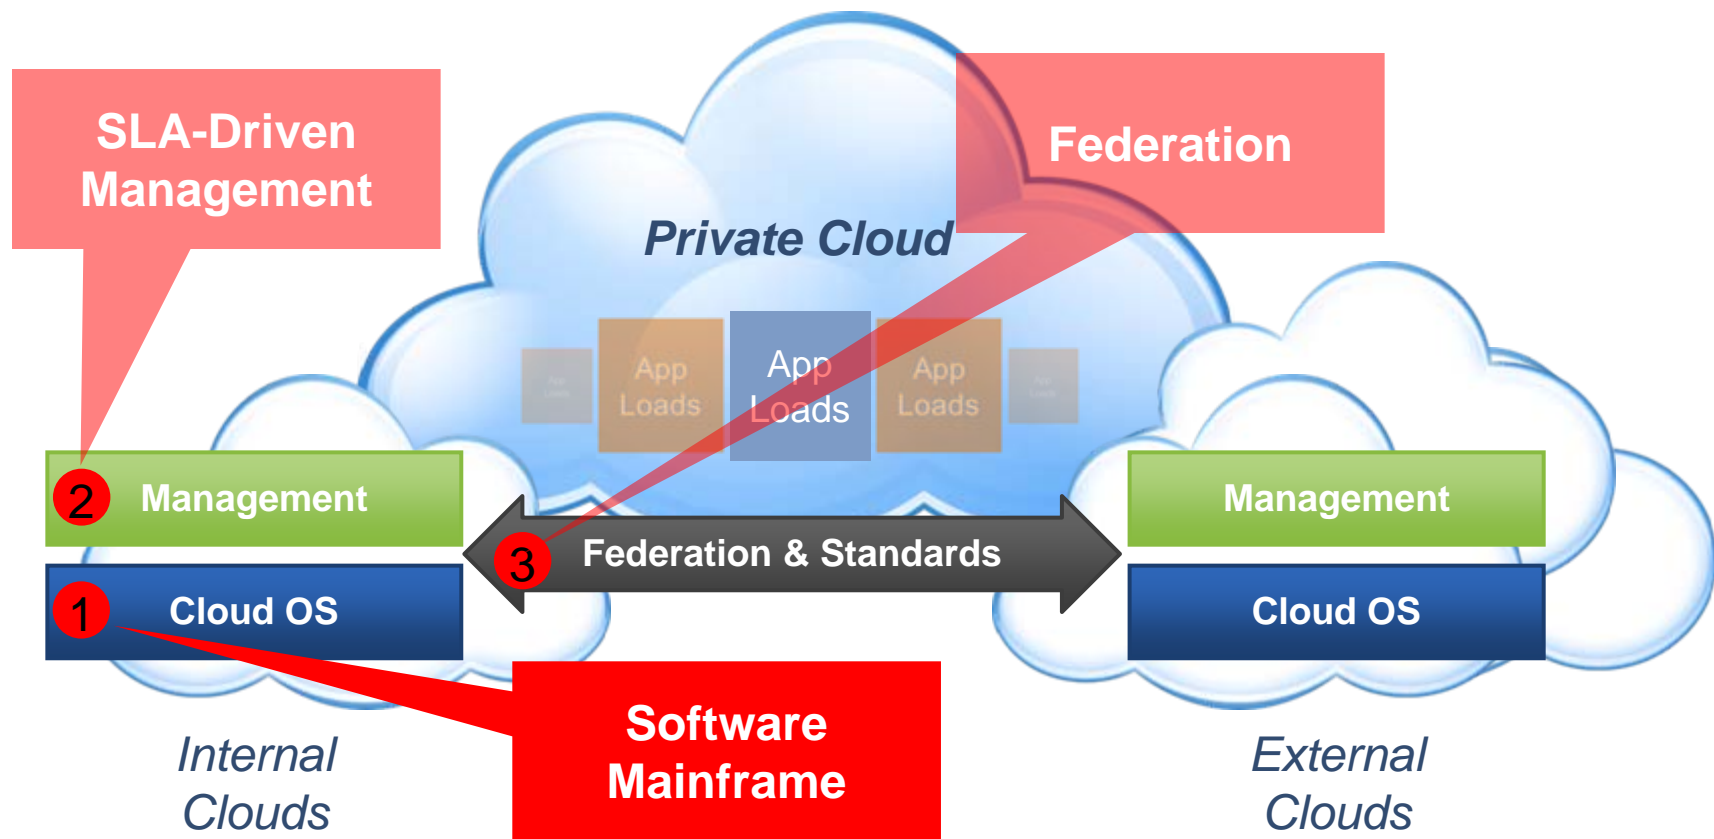 SLA-Driven
Management
Federation
Private Cloud
App
Loads
App
Loads
App
Loads
2
Management
Management
3
Federation & Standards
1
Cloud OS
Cloud OS
Software
Mainframe
Internal
Clouds
External
Clouds